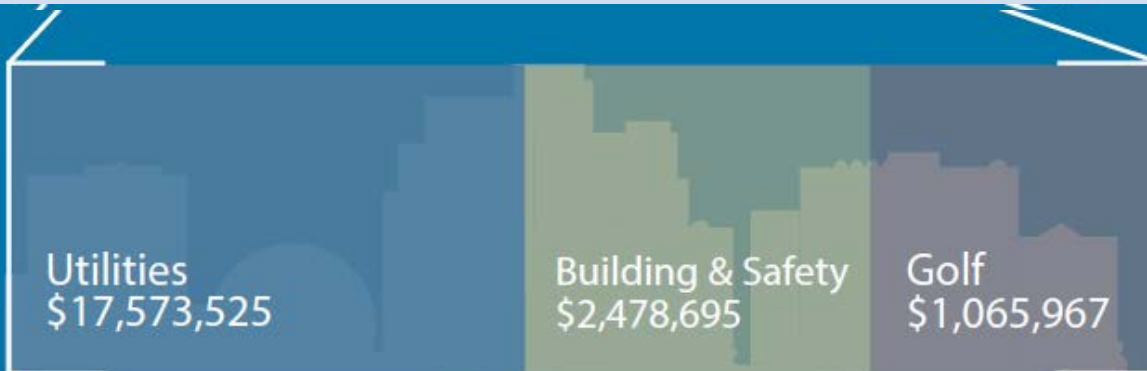 Utilities
$17,573,525
Building & Safety
$2,478,695
Golf
$1,065,967